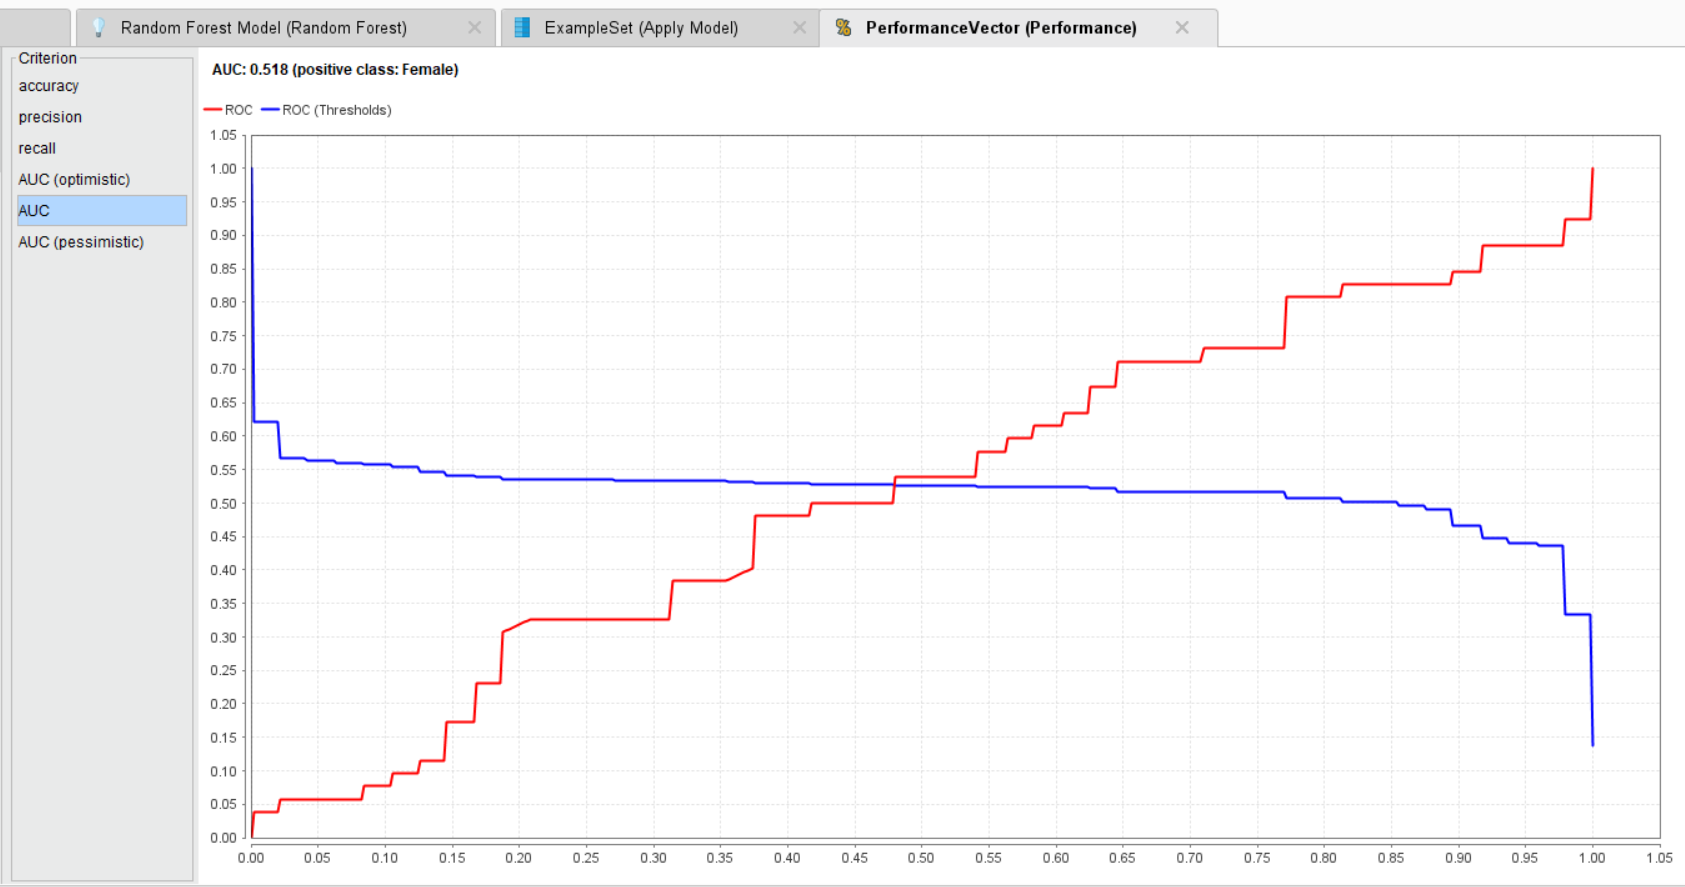 Random Forest Model (Random Forest)
ExampleSet (Apply Model)
PerformanceVector (Performance)
Criterion
accuracy
precision
recall
AUC (optimistic)
AUC
AUC (pessimistic)
AUC: 0.518 (positive class: Female)
ROC
ROC (Thresholds)
1.05
1.00
0.95
0.90
0.85
0.80
0.75
0.70
0.65
0.60
0.55
0.50
0.45
0.40
0.35
0.30
0.25
0.20
0.15
0.10
0.05
0.00
0.00 0.05 0.10 0.15 0.20 0.25 0.30 0.35 0.40 0.45 0.50 0.55 0.60 0.65 0.70 0.75 0.80 0.85 0.90 0.95 1.00 1.05